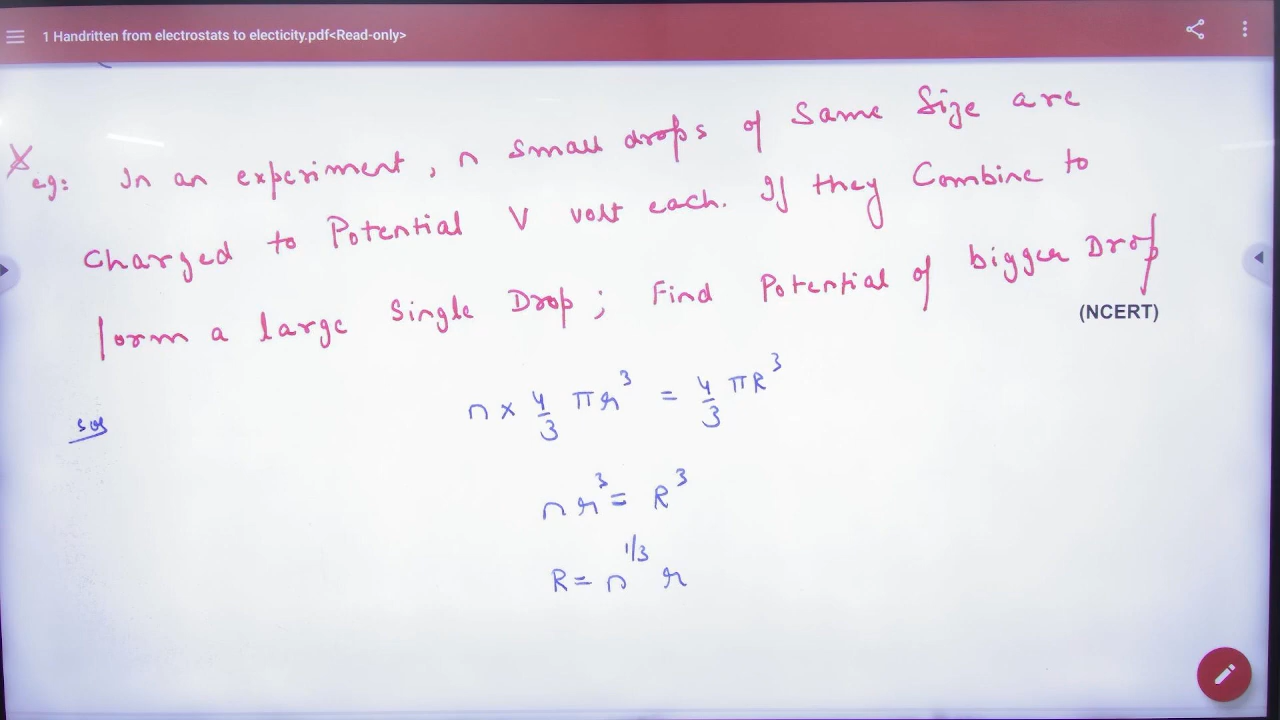 1 Handritten from electrostats to electicity.pdf<Read-only>
eg: In an experiment, n small drops of Same Size are
Charged to Potential V volt each. If they Combine to
form a large Single Drop; Find Potential of bigger Drop
(NCERT)
Sol
n × 4/3 πr³ = 4/3 πR³
nr³ = R³
R = n^1/3 r